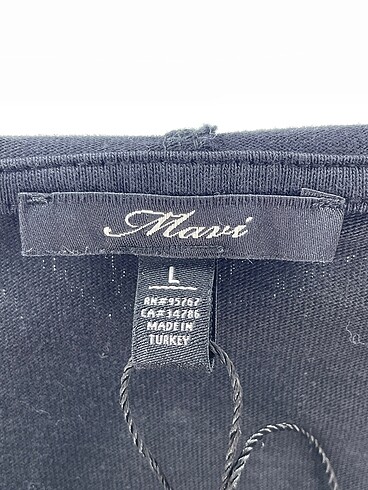 Mavi
L
RN#95767
CA#34786
MADE IN
TURKEY